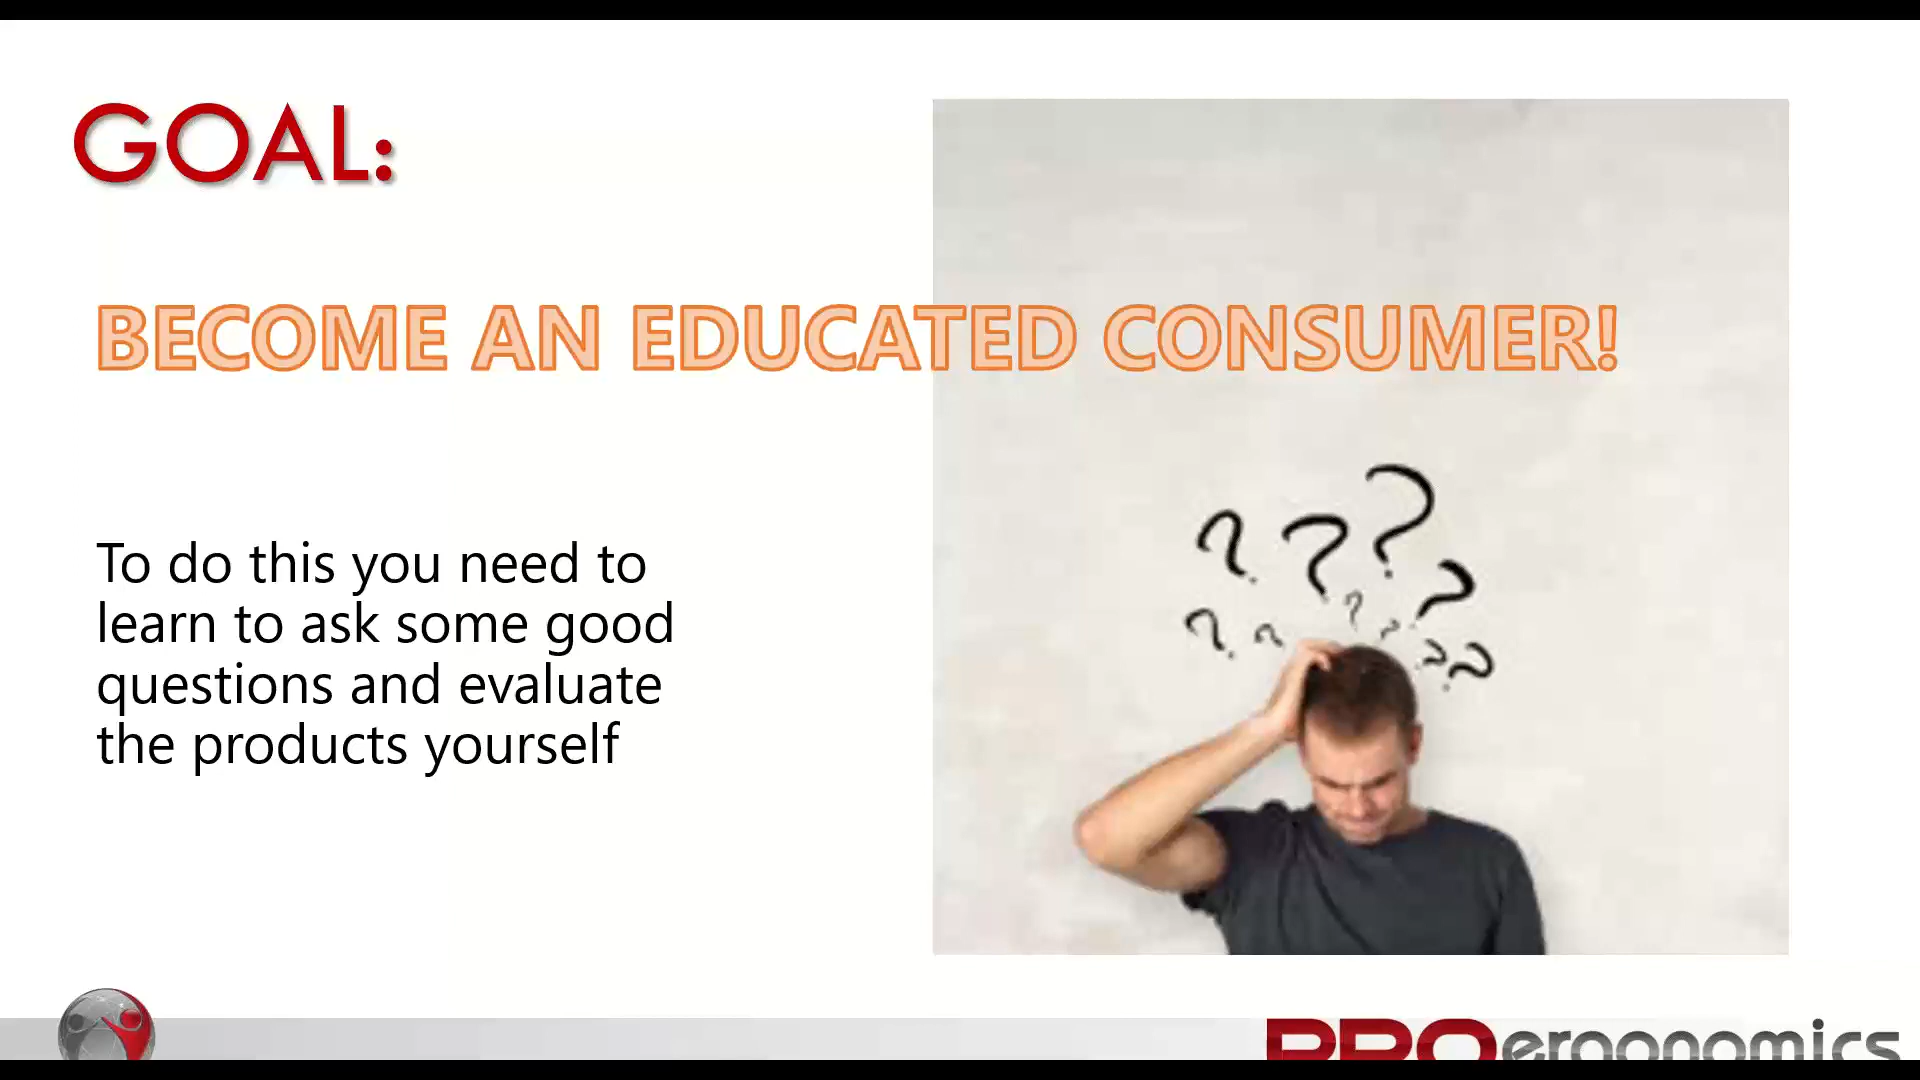 GOAL:
BECOME AN EDUCATED CONSUMER!
To do this you need to
learn to ask some good
questions and evaluate
the products yourself
? ? ? ? ? ? ? ? ? ?
PROergonomics